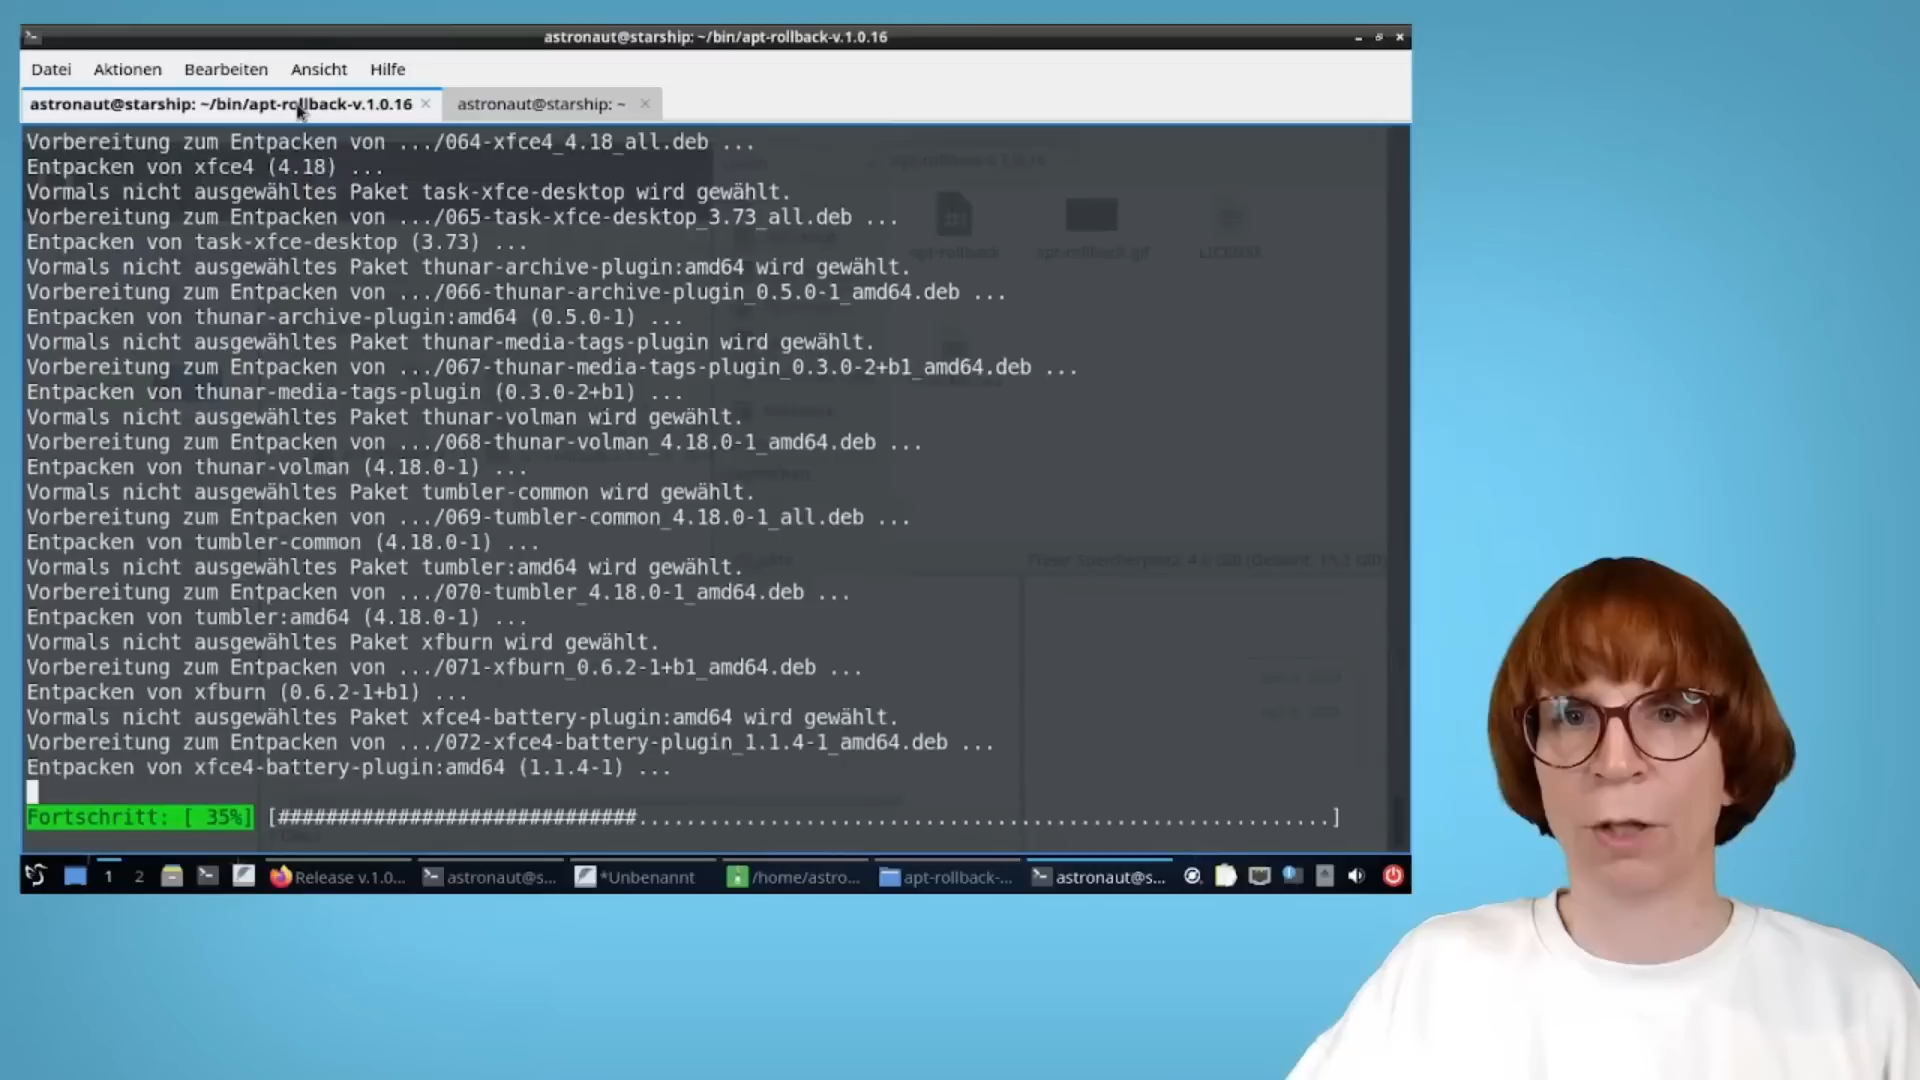 astronaut@starship: ~/bin/apt-rollback-v.1.0.16
Datei Aktionen Bearbeiten Ansicht Hilfe
astronaut@starship: ~/bin/apt-rollback-v.1.0.16 astronaut@starship: ~
Vorbereitung zum Entpacken von .../064-xfce4_4.18_all.deb ...
Entpacken von xfce4 (4.18) ...
Vormals nicht ausgewähltes Paket task-xfce-desktop wird gewählt.
Vorbereitung zum Entpacken von .../065-task-xfce-desktop_3.73_all.deb ...
Entpacken von task-xfce-desktop (3.73) ...
Vormals nicht ausgewähltes Paket thunar-archive-plugin:amd64 wird gewählt.
Vorbereitung zum Entpacken von .../066-thunar-archive-plugin_0.5.0-1_amd64.deb ...
Entpacken von thunar-archive-plugin:amd64 (0.5.0-1) ...
Vormals nicht ausgewähltes Paket thunar-media-tags-plugin wird gewählt.
Vorbereitung zum Entpacken von .../067-thunar-media-tags-plugin_0.3.0-2+b1_amd64.deb ...
Entpacken von thunar-media-tags-plugin (0.3.0-2+b1) ...
Vormals nicht ausgewähltes Paket thunar-volman wird gewählt.
Vorbereitung zum Entpacken von .../068-thunar-volman_4.18.0-1_amd64.deb ...
Entpacken von thunar-volman (4.18.0-1) ...
Vormals nicht ausgewähltes Paket tumbler-common wird gewählt.
Vorbereitung zum Entpacken von .../069-tumbler-common_4.18.0-1_all.deb ...
Entpacken von tumbler-common (4.18.0-1) ...
Vormals nicht ausgewähltes Paket tumbler:amd64 wird gewählt.
Vorbereitung zum Entpacken von .../070-tumbler_4.18.0-1_amd64.deb ...
Entpacken von tumbler:amd64 (4.18.0-1) ...
Vormals nicht ausgewähltes Paket xfburn wird gewählt.
Vorbereitung zum Entpacken von .../071-xfburn_0.6.2-1+b1_amd64.deb ...
Entpacken von xfburn (0.6.2-1+b1) ...
Vormals nicht ausgewähltes Paket xfce4-battery-plugin:amd64 wird gewählt.
Vorbereitung zum Entpacken von .../072-xfce4-battery-plugin_1.1.4-1_amd64.deb ...
Entpacken von xfce4-battery-plugin:amd64 (1.1.4-1) ...
Fortschritt: [ 35%] [##############################..........................................................]
1 2 Release v.1.0... astronaut@s... *Unbenannt /home/astro... apt-rollback-... astronaut@s...